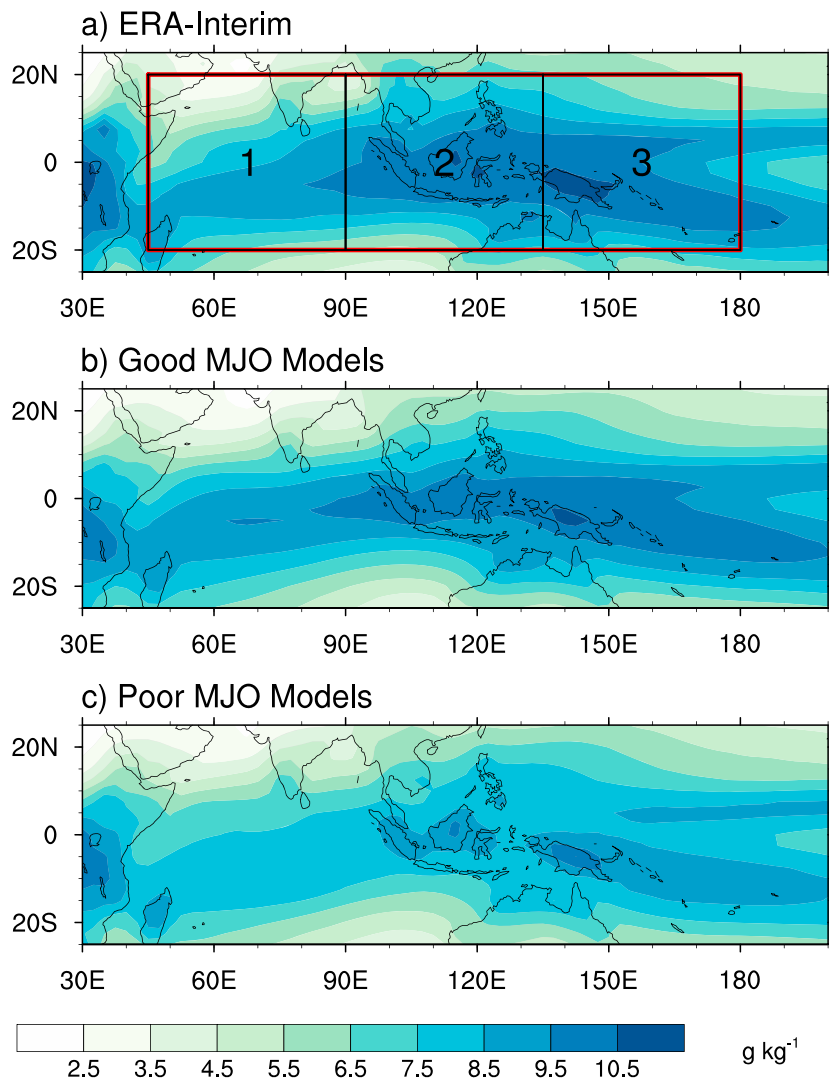 a) ERA-Interim
20N
0
20S
1
2
3
30E 60E 90E 120E 150E 180
b) Good MJO Models
20N
0
20S
30E 60E 90E 120E 150E 180
c) Poor MJO Models
20N
0
20S
30E 60E 90E 120E 150E 180
2.5 3.5 4.5 5.5 6.5 7.5 8.5 9.5 10.5
g kg⁻¹